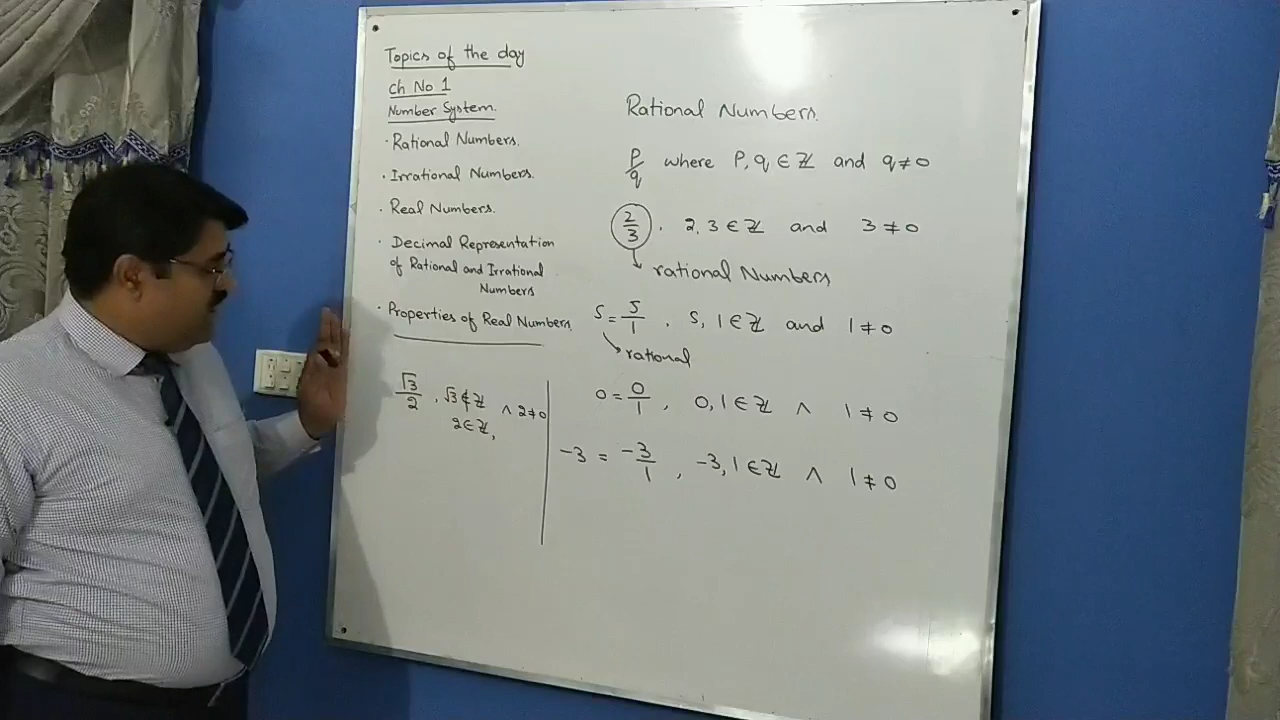 Topics of the day
ch No 1
Number System.
· Rational Numbers.
· Irrational Numbers.
· Real Numbers.
· Decimal Representation
of Rational and Irrational
Numbers
· Properties of Real Numbers.
√3/2 , √3 ∉ ℤ ∧ 2≠0
2 ∈ ℤ,
Rational Numbers.
P/q where P, q ∈ ℤ and q≠0
2/3 . 2, 3 ∈ ℤ and 3 ≠ 0
rational Numbers
5 = 5/1 , 5, 1 ∈ ℤ and 1 ≠ 0
rational
0 = 0/1 , 0, 1 ∈ ℤ ∧ 1 ≠ 0
-3 = -3/1 , -3, 1 ∈ ℤ ∧ 1 ≠ 0